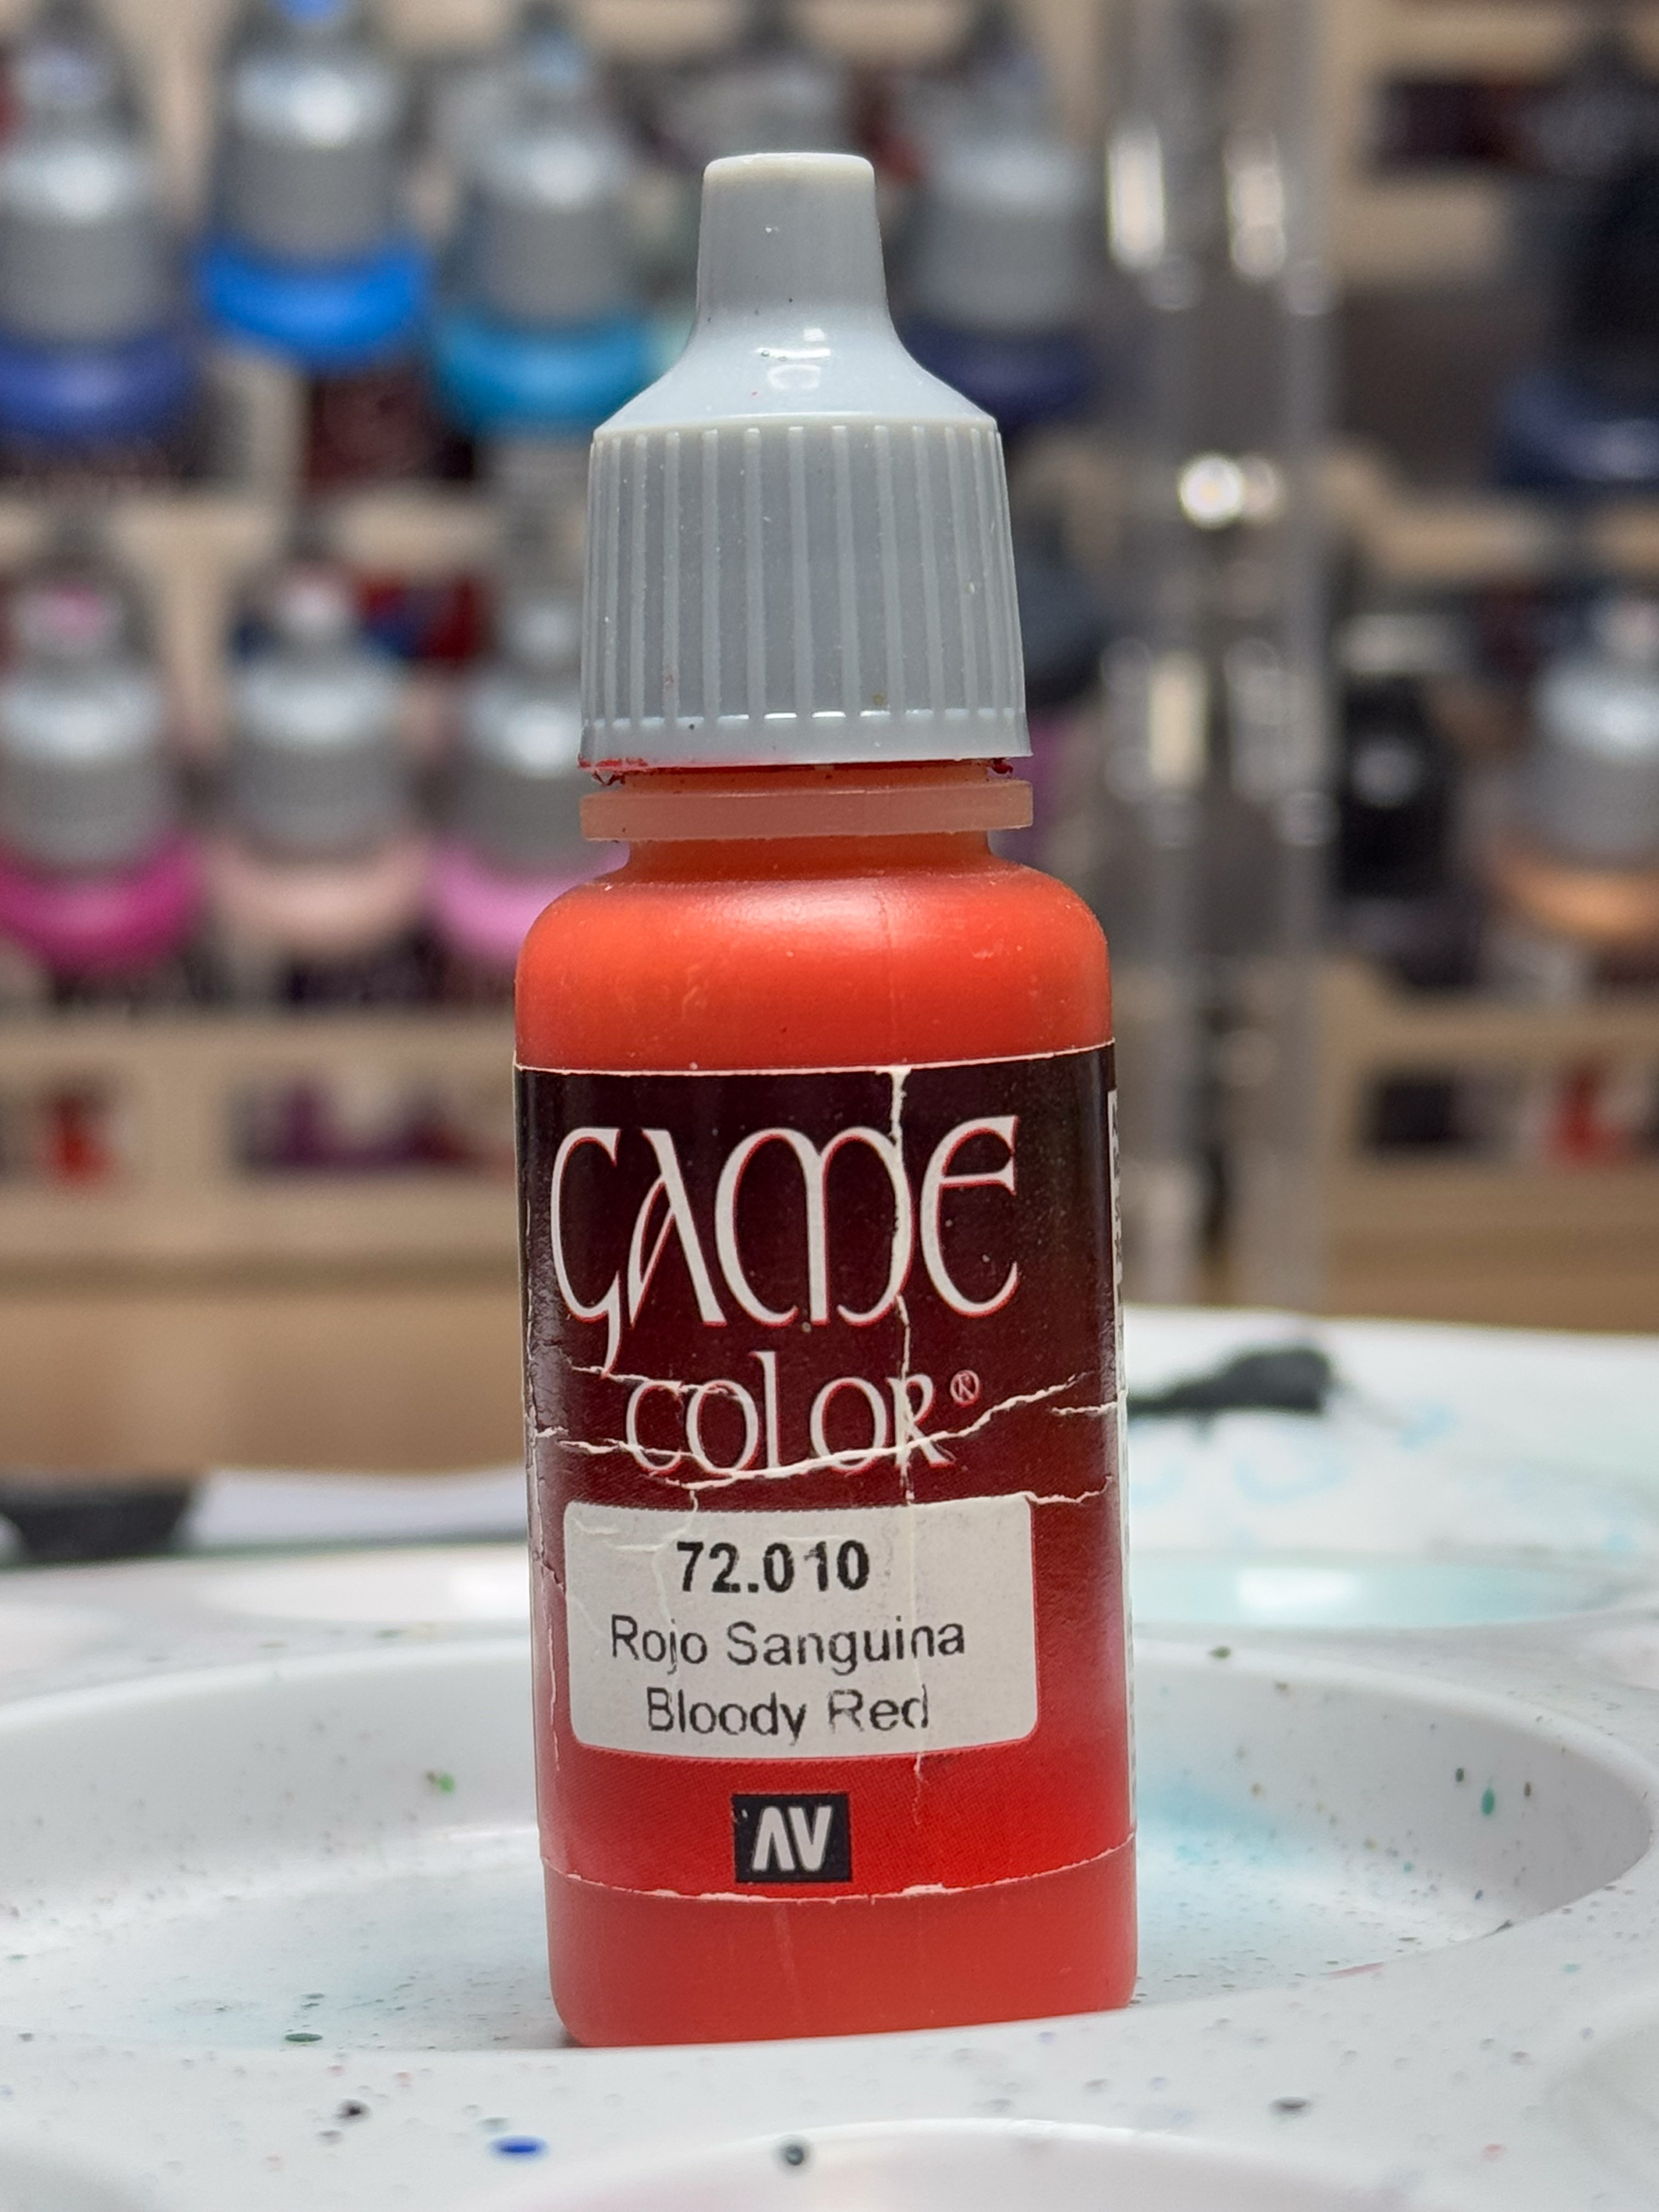 GAME
COLOR®
72.010
Rojo Sanguina
Bloody Red
AV